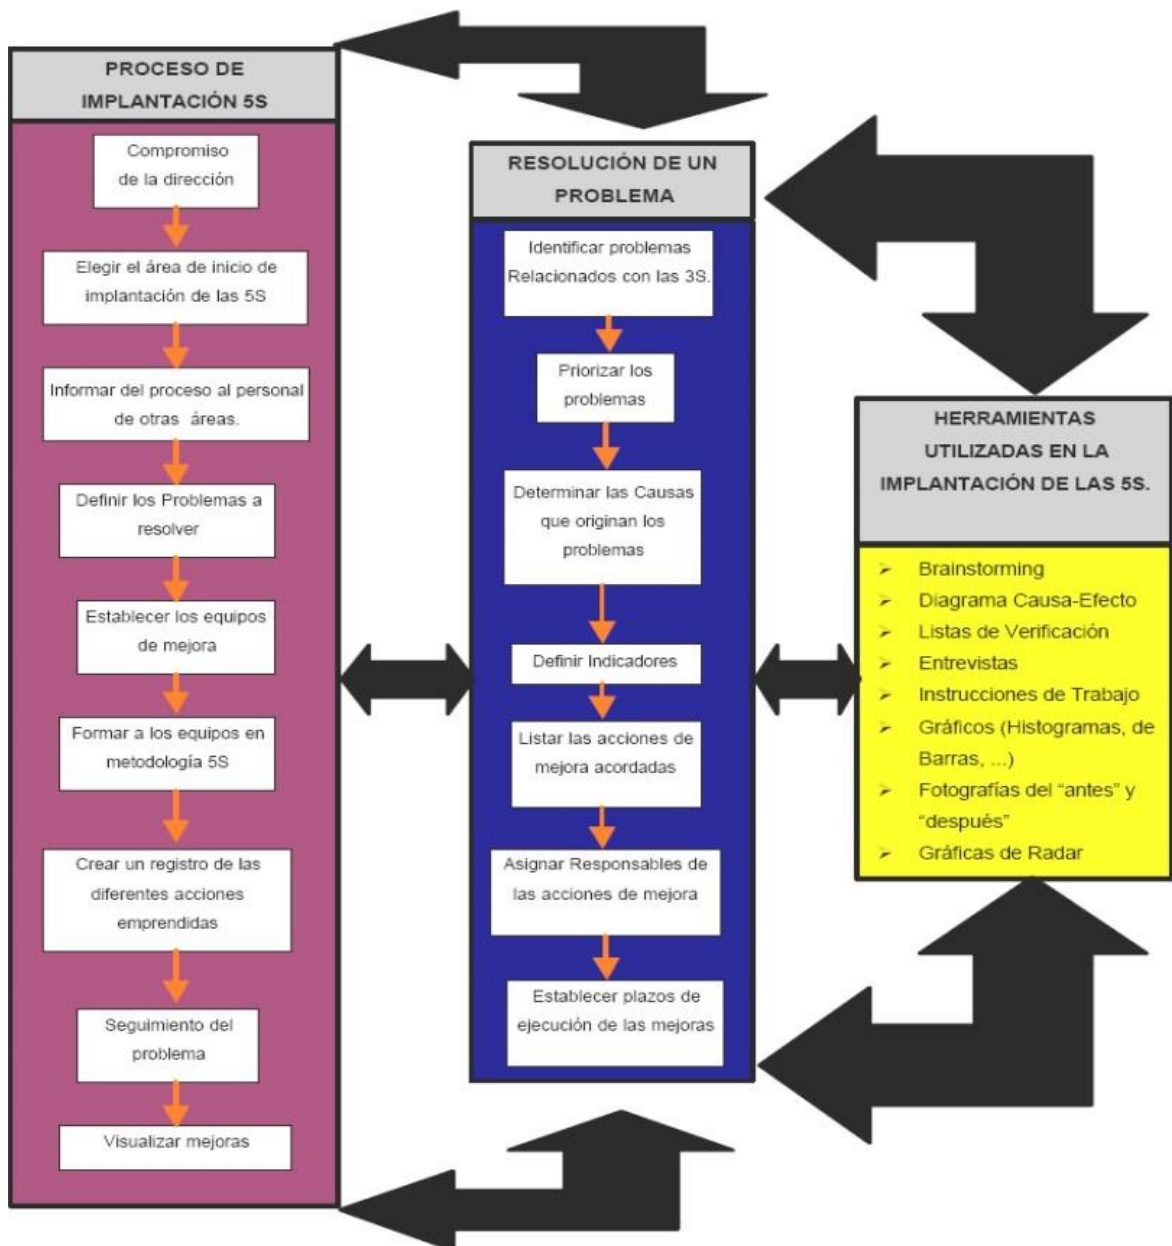 PROCESO DE
IMPLANTACIÓN 5S
Compromiso
de la dirección
Elegir el área de inicio de
implantación de las 5S
Informar del proceso al personal
de otras áreas.
Definir los Problemas a
resolver
Establecer los equipos
de mejora
Formar a los equipos en
metodología 5S
Crear un registro de las
diferentes acciones
emprendidas
Seguimiento del
problema
Visualizar mejoras
RESOLUCIÓN DE UN
PROBLEMA
Identificar problemas
Relacionados con las 3S.
Priorizar los
problemas
Determinar las Causas
que originan los
problemas
Definir Indicadores
Listar las acciones de
mejora acordadas
Asignar Responsables de
las acciones de mejora
Establecer plazos de
ejecución de las mejoras
HERRAMIENTAS
UTILIZADAS EN LA
IMPLANTACIÓN DE LAS 5S.
➢ Brainstorming
➢ Diagrama Causa-Efecto
➢ Listas de Verificación
➢ Entrevistas
➢ Instrucciones de Trabajo
➢ Gráficos (Histogramas, de
Barras, ...)
➢ Fotografías del “antes” y
“después”
➢ Gráficas de Radar